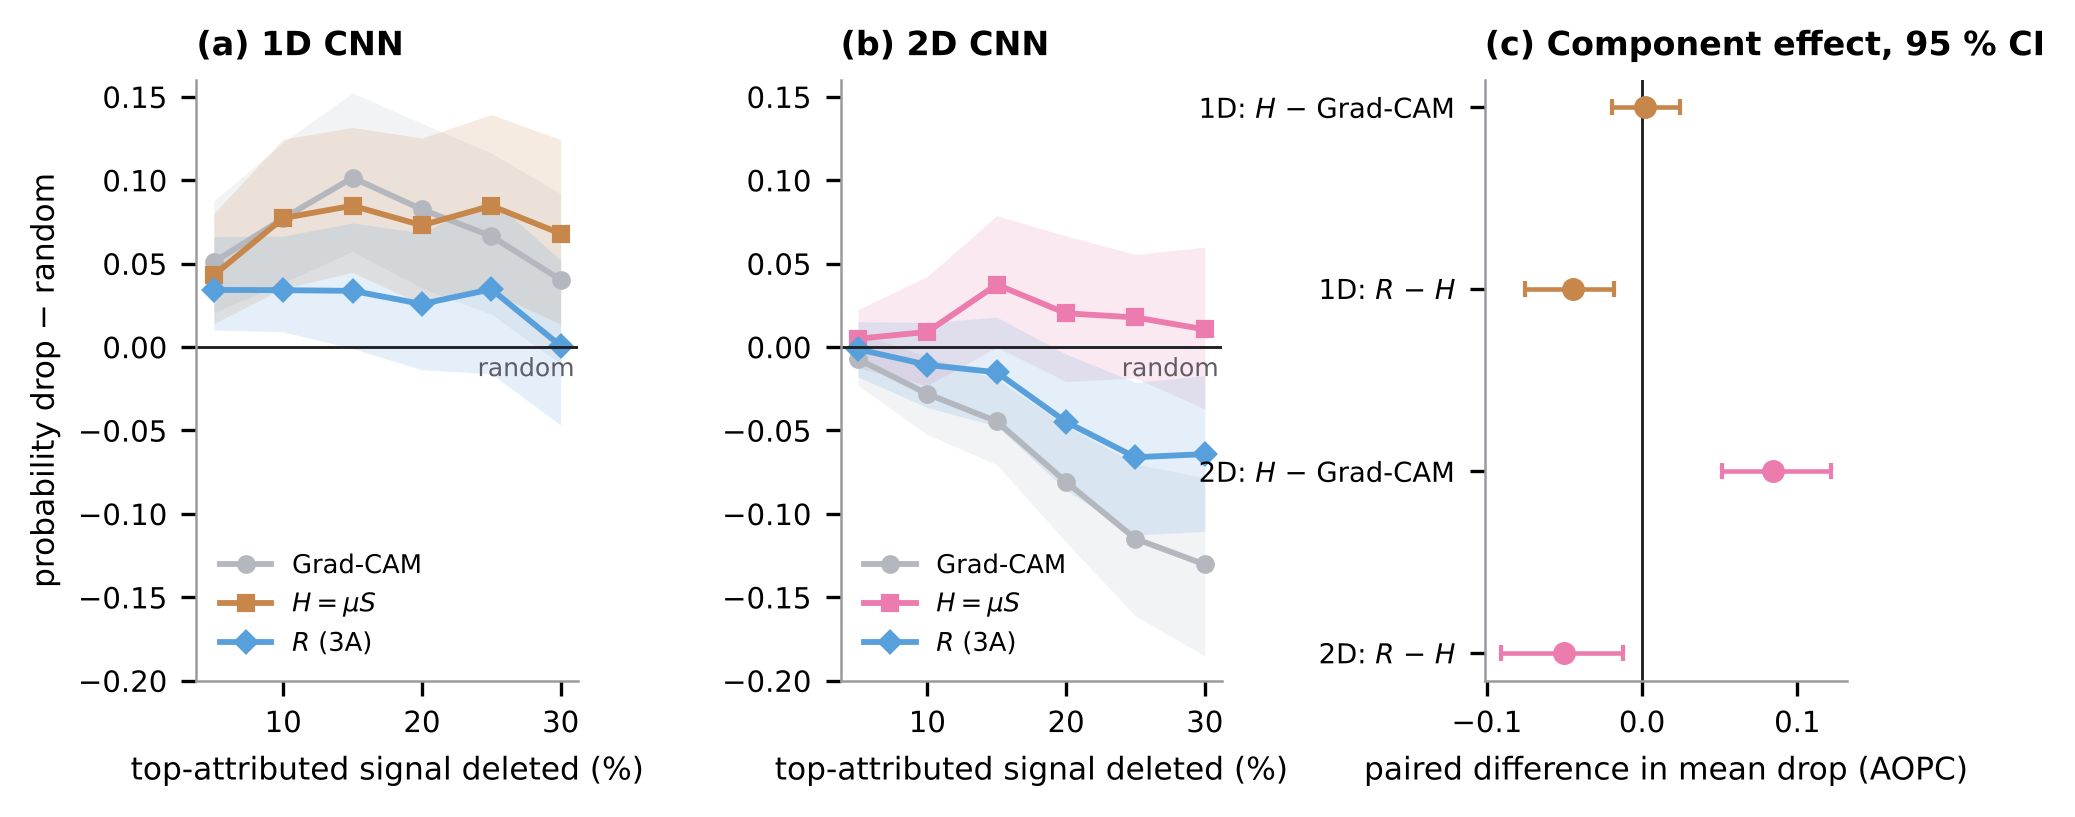 (a) 1D CNN
probability drop − random
0.15
0.10
0.05
0.00
−0.05
−0.10
−0.15
−0.20
random
Grad-CAM
H = μS
R (3A)
10
20
30
top-attributed signal deleted (%)
(b) 2D CNN
0.15
0.10
0.05
0.00
−0.05
−0.10
−0.15
−0.20
random
Grad-CAM
H = μS
R (3A)
10
20
30
top-attributed signal deleted (%)
(c) Component effect, 95 % CI
1D: H − Grad-CAM
1D: R − H
2D: H − Grad-CAM
2D: R − H
−0.1
0.0
0.1
paired difference in mean drop (AOPC)